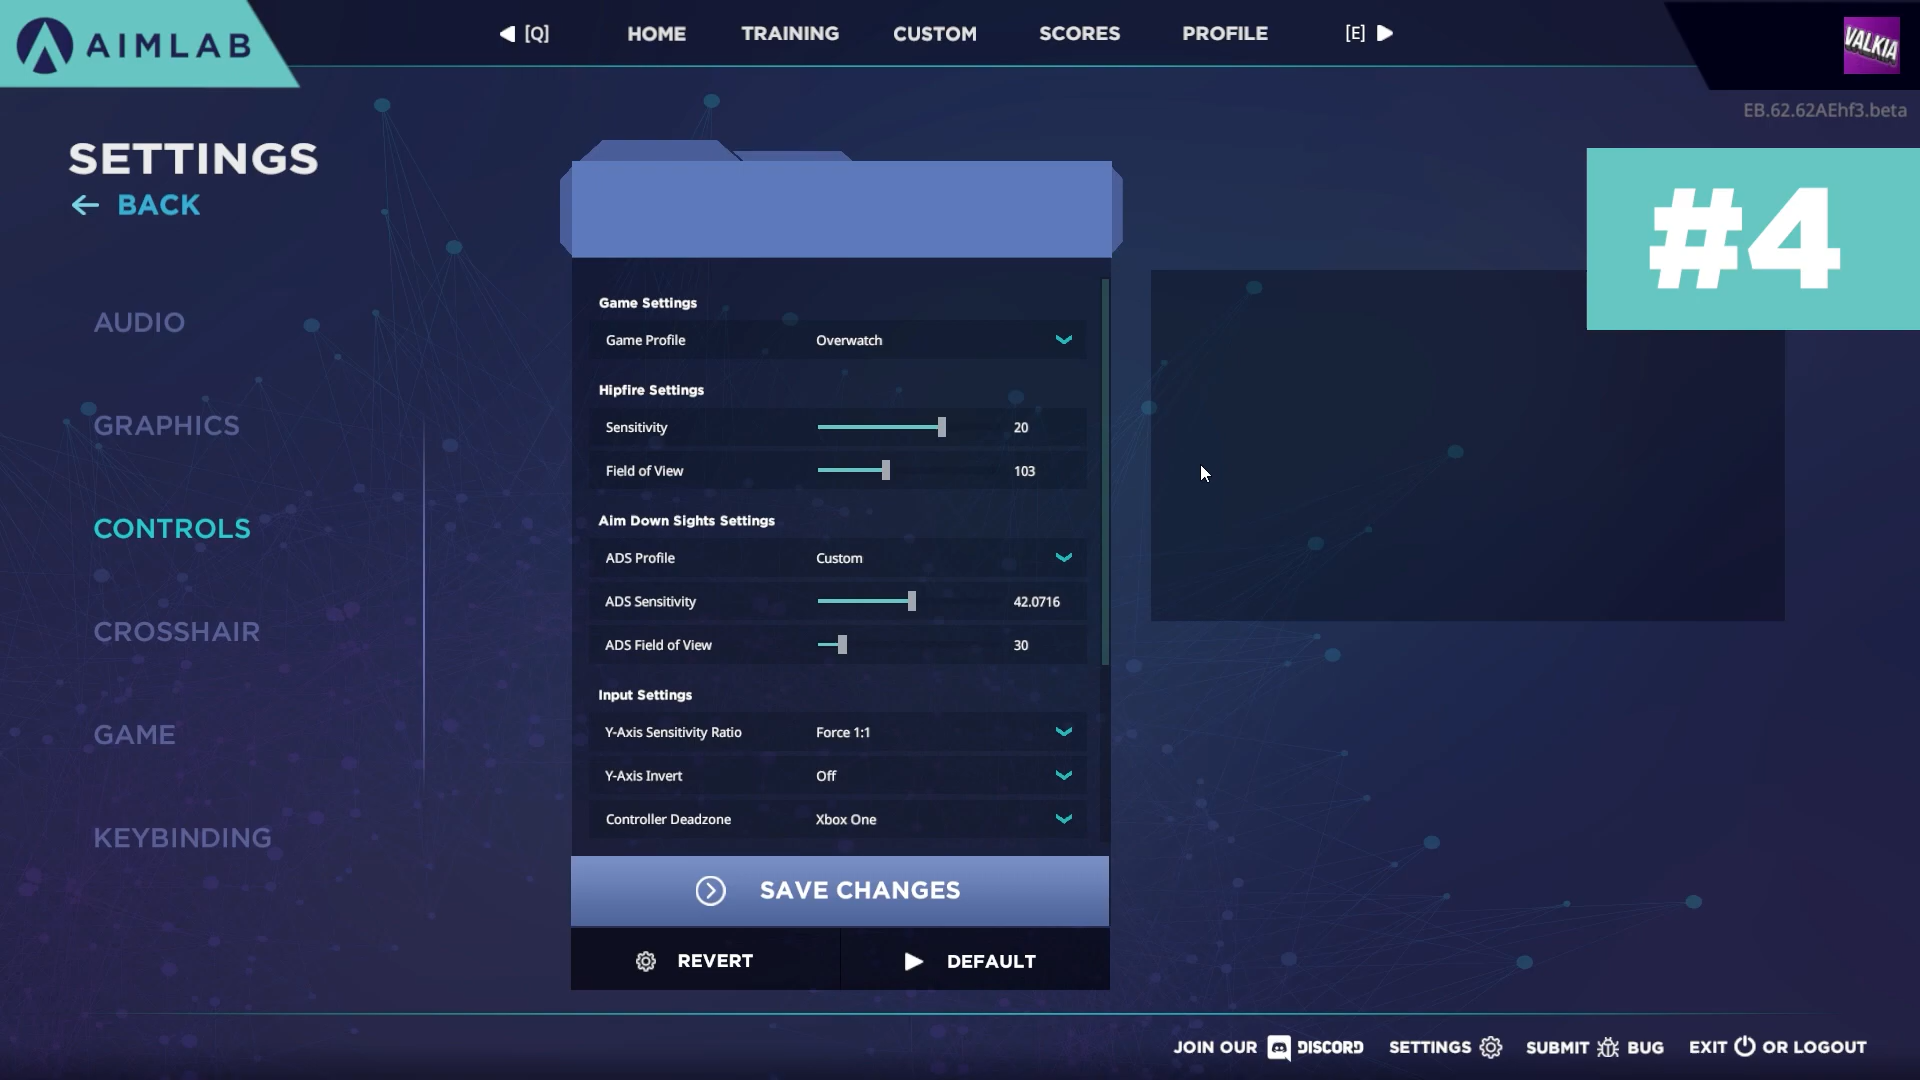 AIMLAB
[Q] HOME TRAINING CUSTOM SCORES PROFILE [E]
VALKIA
EB.62.62AEhf3.beta
SETTINGS
BACK
#4
AUDIO
GRAPHICS
CONTROLS
CROSSHAIR
GAME
KEYBINDING
Game Settings
Game Profile Overwatch
Hipfire Settings
Sensitivity 20
Field of View 103
Aim Down Sights Settings
ADS Profile Custom
ADS Sensitivity 42.0716
ADS Field of View 30
Input Settings
Y-Axis Sensitivity Ratio Force 1:1
Y-Axis Invert Off
Controller Deadzone Xbox One
SAVE CHANGES
REVERT DEFAULT
JOIN OUR DISCORD SETTINGS SUBMIT BUG EXIT OR LOGOUT